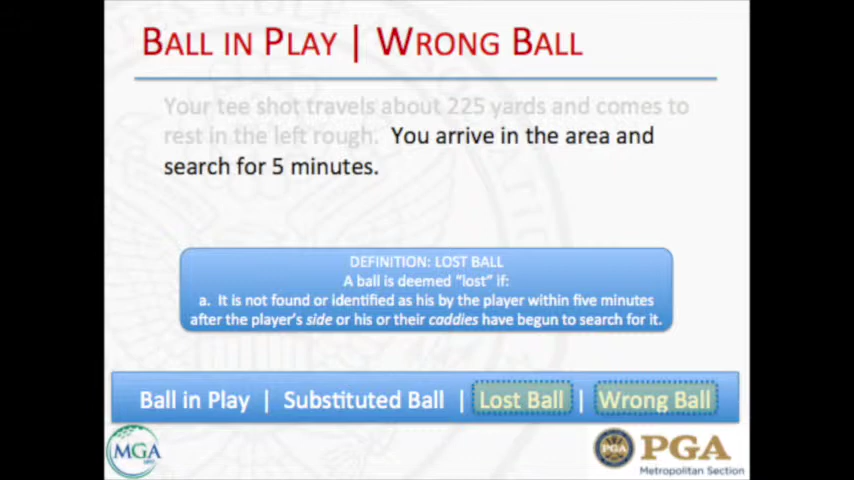 BALL IN PLAY | WRONG BALL
Your tee shot travels about 225 yards and comes to
rest in the left rough. You arrive in the area and
search for 5 minutes.
DEFINITION: LOST BALL
A ball is deemed "lost" if:
a. It is not found or identified as his by the player within five minutes
after the player's side or his or their caddies have begun to search for it.
Ball in Play | Substituted Ball | Lost Ball | Wrong Ball
MGA
PGA
Metropolitan Section